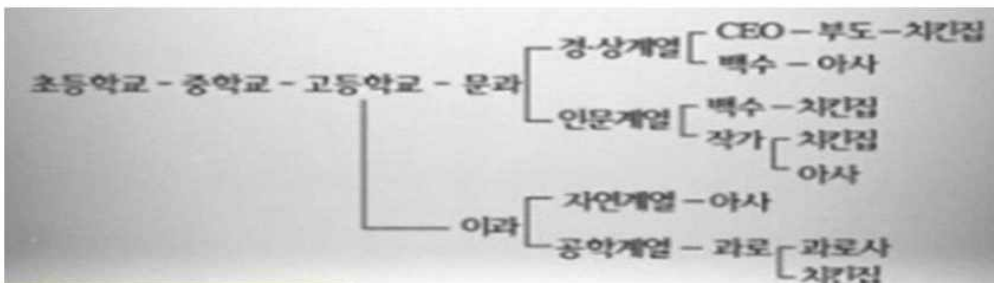 경·상계열 CEO - 부도 - 치킨집
백수 - 아사
초등학교 - 중학교 - 고등학교 - 문과
인문계열 백수 - 치킨집
작가 치킨집
아사
이과 자연계열 - 아사
공학계열 - 과로 과로사
치킨집